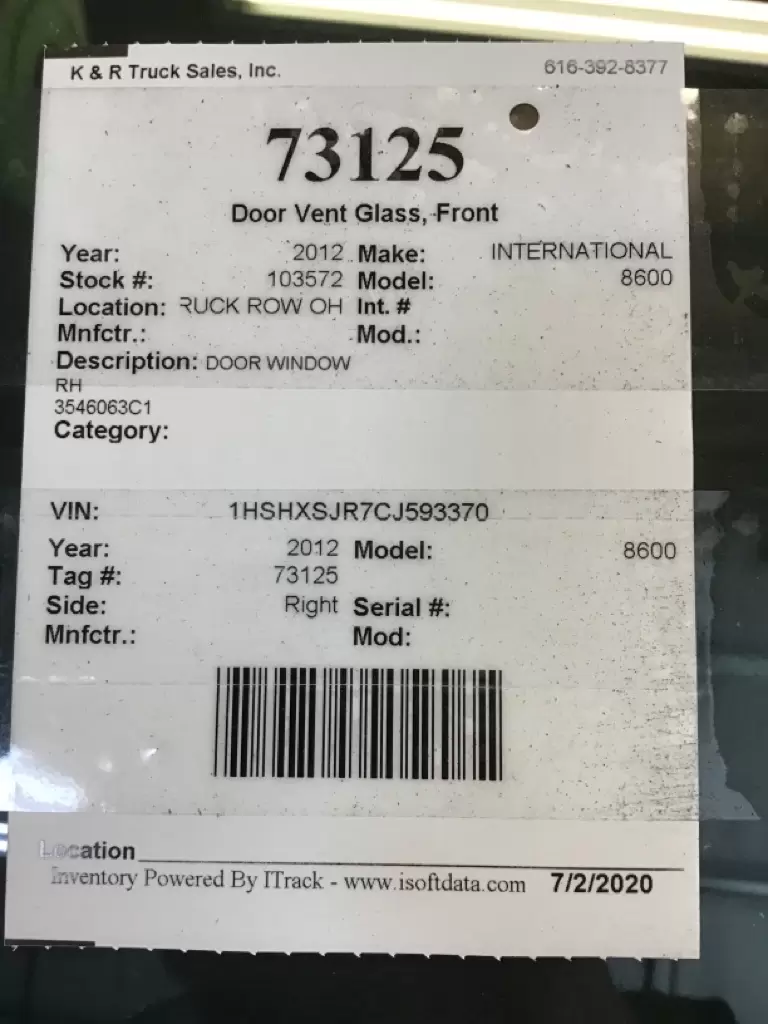 K & R Truck Sales, Inc. 616-392-8377
73125
Door Vent Glass, Front
Year: 2012 Make: INTERNATIONAL
Stock #: 103572 Model: 8600
Location: RUCK ROW OH Int. #
Mnfctr.: Mod.:
Description: DOOR WINDOW
RH
3546063C1
Category:
VIN: 1HSHXSJR7CJ593370
Year: 2012 Model: 8600
Tag #: 73125
Side: Right Serial #:
Mnfctr.: Mod:
Location
Inventory Powered By ITrack - www.isoftdata.com 7/2/2020